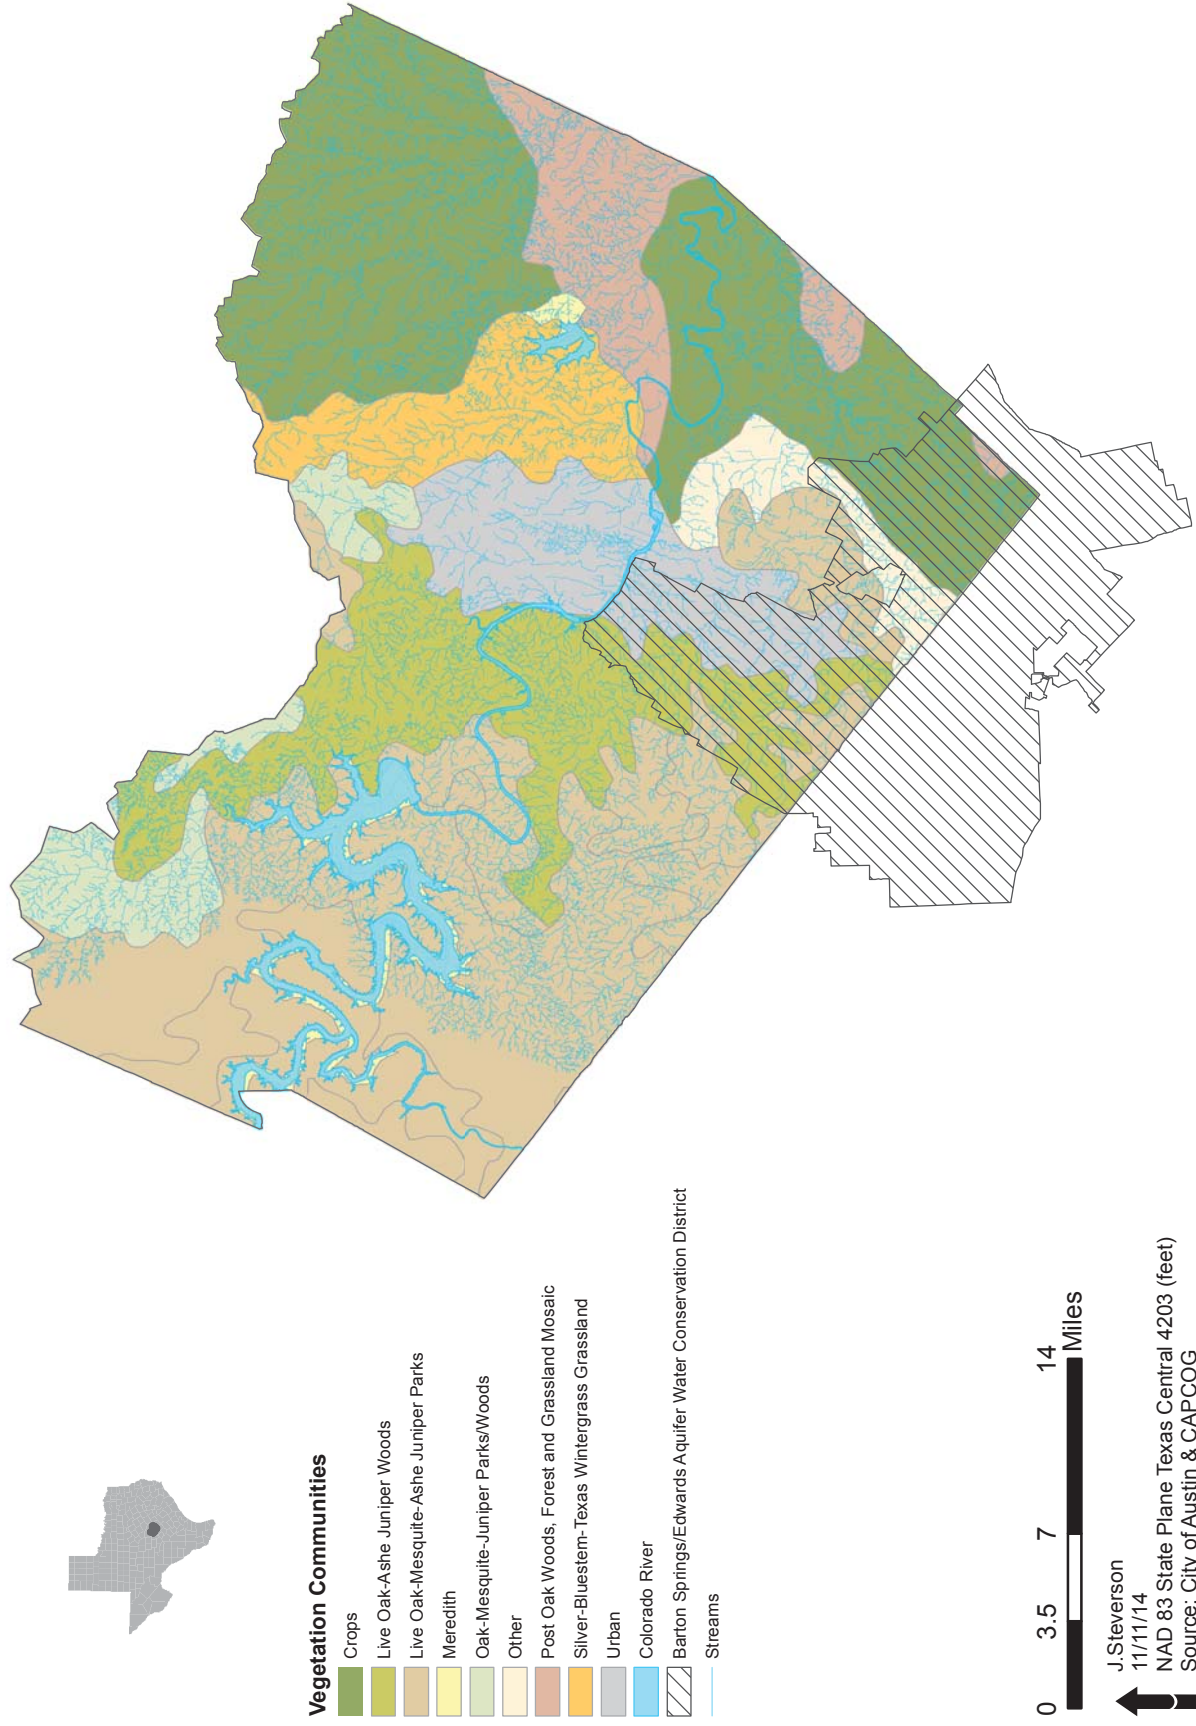 Vegetation Communities
Crops
Live Oak-Ashe Juniper Woods
Live Oak-Mesquite-Ashe Juniper Parks
Meredith
Oak-Mesquite-Juniper Parks/Woods
Other
Post Oak Woods, Forest and Grassland Mosaic
Silver-Bluestem-Texas Wintergrass Grassland
Urban
Colorado River
Barton Springs/Edwards Aquifer Water Conservation District
Streams
0 3.5 7 14
Miles
J.Steverson
11/11/14
NAD 83 State Plane Texas Central 4203 (feet)
Source: City of Austin & CAPCOG